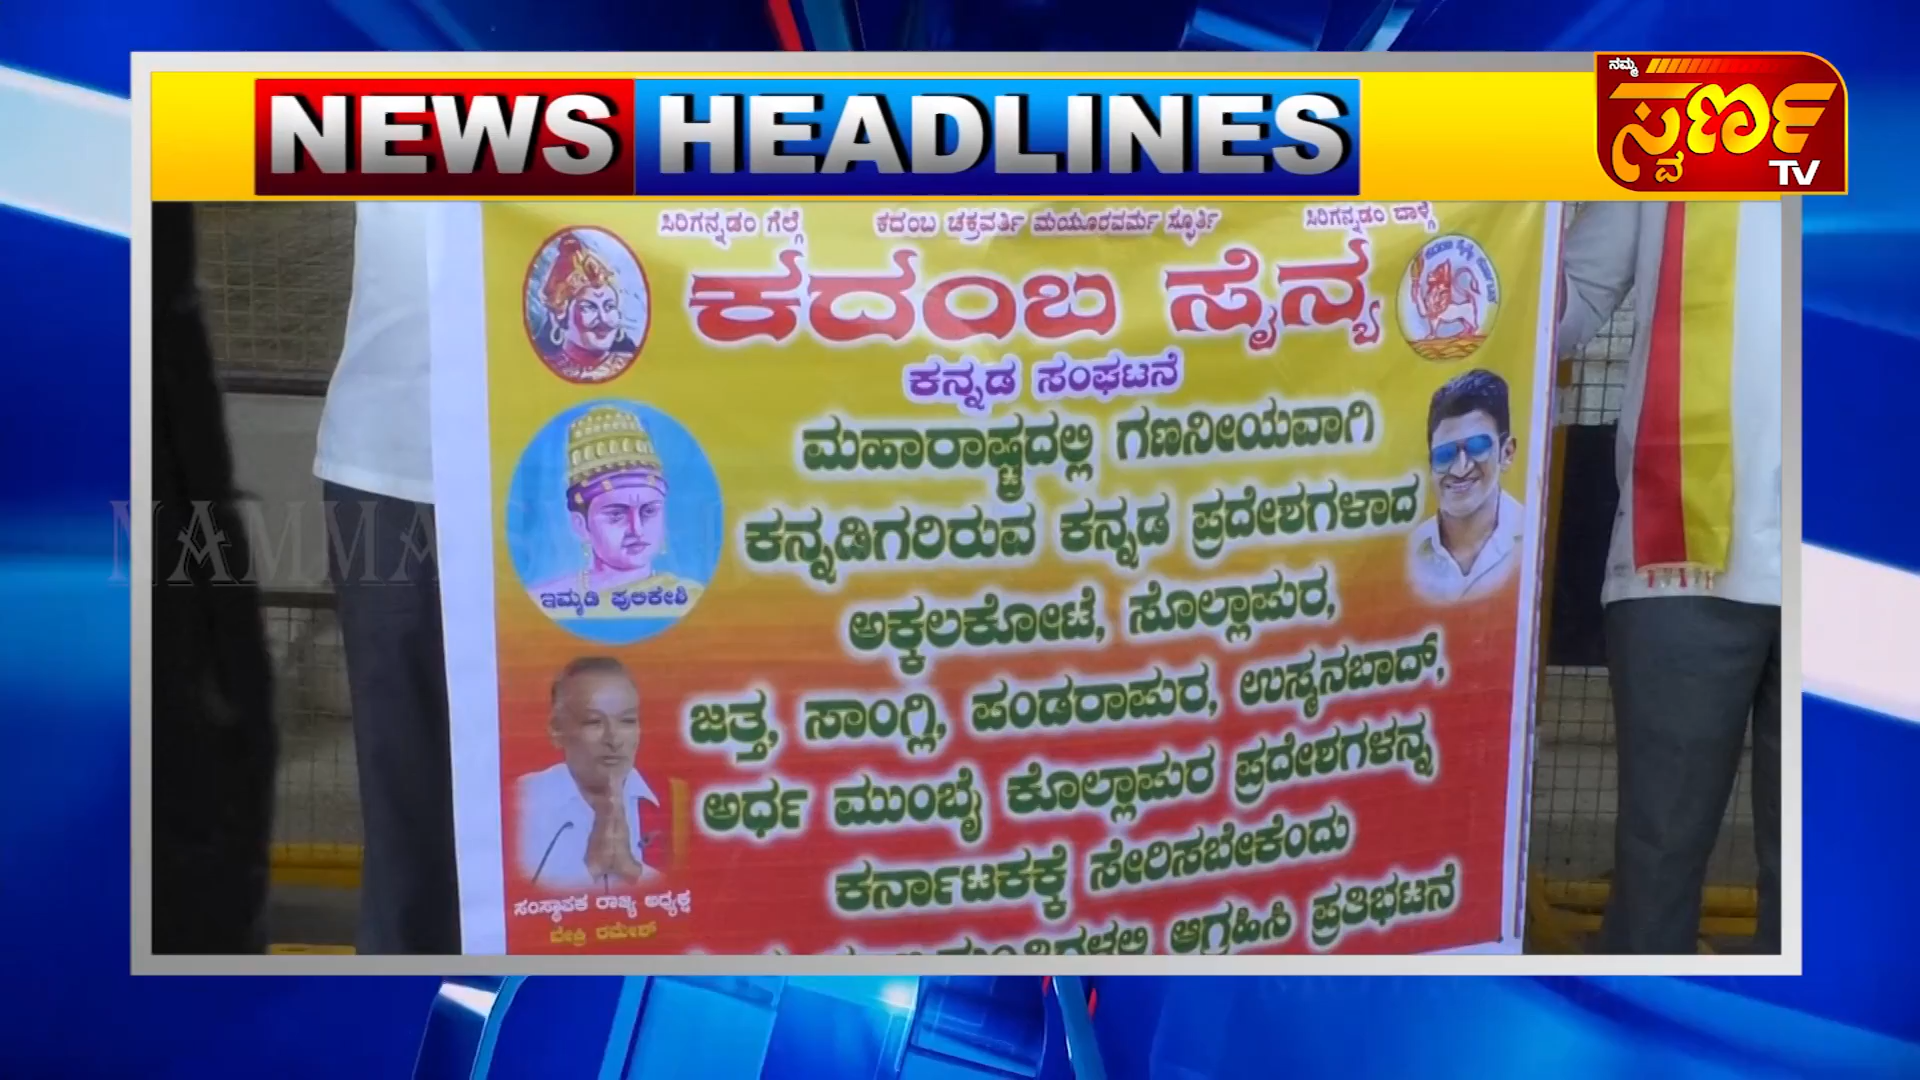 NEWS HEADLINES
ನಮ್ಮ
ಸ್ವರ್ಣ
TV
ಸಿರಿಗನ್ನಡಂ ಗೆಲ್ಗೆ ಕದಂಬ ಚಕ್ರವರ್ತಿ ಮಯೂರವರ್ಮ ಸ್ಫೂರ್ತಿ ಸಿರಿಗನ್ನಡಂ ಬಾಳ್ಗೆ
ಕದಂಬ ಸೈನ್ಯ
ಕನ್ನಡ ಸಂಘಟನೆ
ಮಹಾರಾಷ್ಟ್ರದಲ್ಲಿ ಗಣನೀಯವಾಗಿ
ಕನ್ನಡಿಗರಿರುವ ಕನ್ನಡ ಪ್ರದೇಶಗಳಾದ
ಅಕ್ಕಲಕೋಟೆ, ಸೊಲ್ಲಾಪುರ,
ಜತ್ತ, ಸಾಂಗ್ಲಿ, ಪಂಡರಾಪುರ, ಉಸ್ಮನಬಾದ್,
ಅರ್ಧ ಮುಂಬೈ ಕೊಲ್ಲಾಪುರ ಪ್ರದೇಶಗಳನ್ನ
ಕರ್ನಾಟಕಕ್ಕೆ ಸೇರಿಸಬೇಕೆಂದು
ಆಗ್ರಹಿಸಿ ಪ್ರತಿಭಟನೆ
ಇಮ್ಮಡಿ ಪುಲಿಕೇಶಿ
ಸಂಸ್ಥಾಪಕ ರಾಜ್ಯ ಅಧ್ಯಕ್ಷ
ಬೇಕ್ರಿ ರಮೇಶ್
NAMMA